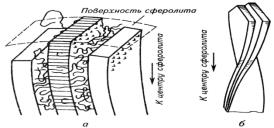 Поверхность сферолита
К центру сферолита
К центру сферолита
а
б